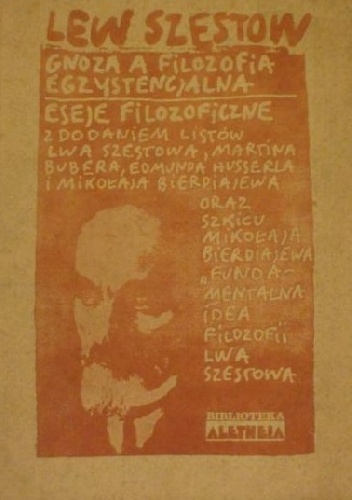 LEW SZESTOW
GNOZA A FILOZOFIA
EGZYSTENCJALNA
ESEJE FILOZOFICZNE
Z DODANIEM LISTÓW
LWA SZESTOWA, MARTINA
BUBERA, EDMUNDA HUSSERLA
I MIKOŁAJA BIERDIAJEWA
ORAZ
SZKICU
MIKOŁAJA
BIERDIAJEWA
„FUNDA-
MENTALNA
IDEA
FILOZOFII
LWA
SZESTOWA
BIBLIOTEKA
ALETHEIA